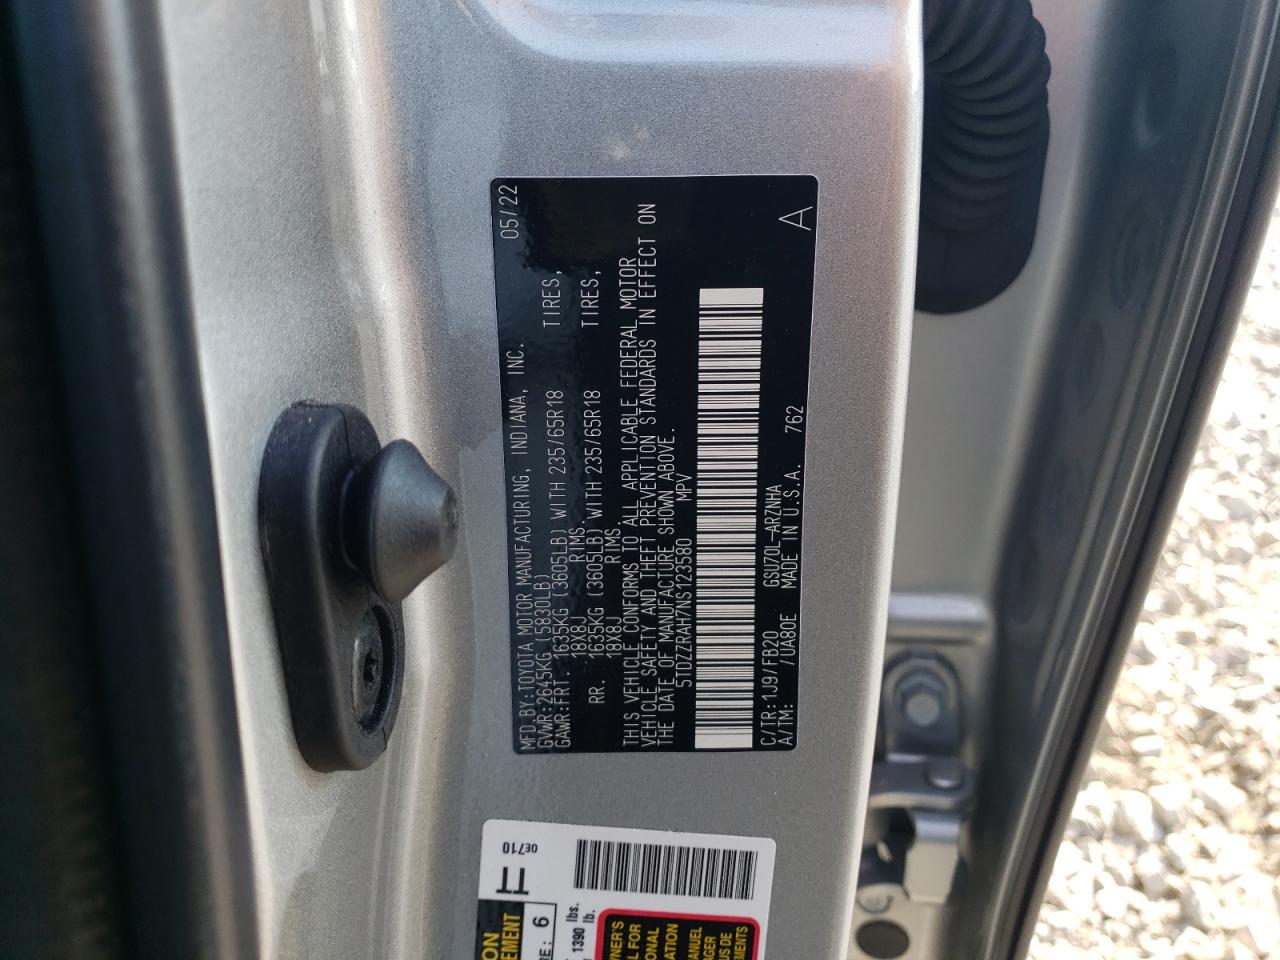 MFD.BY:TOYOTA MOTOR MANUFACTURING, INDIANA, INC. 05/22
GVWR:2645KG (5830LB)
GAWR:FRT. 1635KG (3605LB) WITH 235/65R18 TIRES,
18X8J RIMS.
RR. 1635KG (3605LB) WITH 235/65R18 TIRES,
18X8J RIMS.
THIS VEHICLE CONFORMS TO ALL APPLICABLE FEDERAL MOTOR
VEHICLE SAFETY AND THEFT PREVENTION STANDARDS IN EFFECT ON
THE DATE OF MANUFACTURE SHOWN ABOVE.
5TDZZRAH7NS123580 MPV
C/TR:1J9/FB20 GSU70L-ARZNHA
A/TM: /UA80E MADE IN U.S.A. 762 A
0E710
6
1390 lbs.
lb.